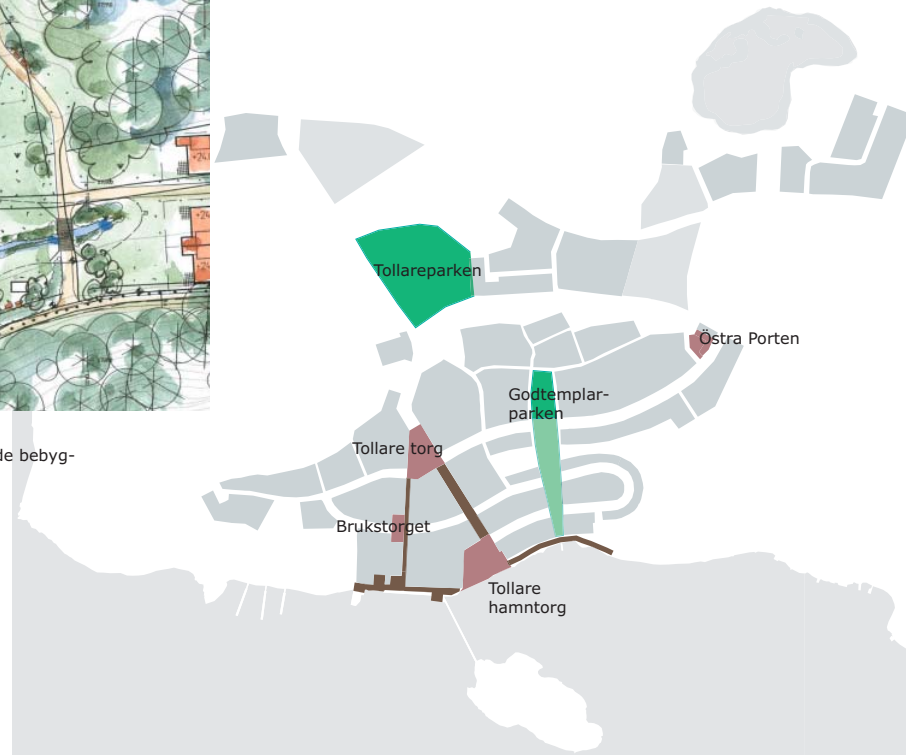 Tollareparken
Östra Porten
Godtemplar-
parken
Tollare torg
de bebyg-
Brukstorget
Tollare
hamntorg